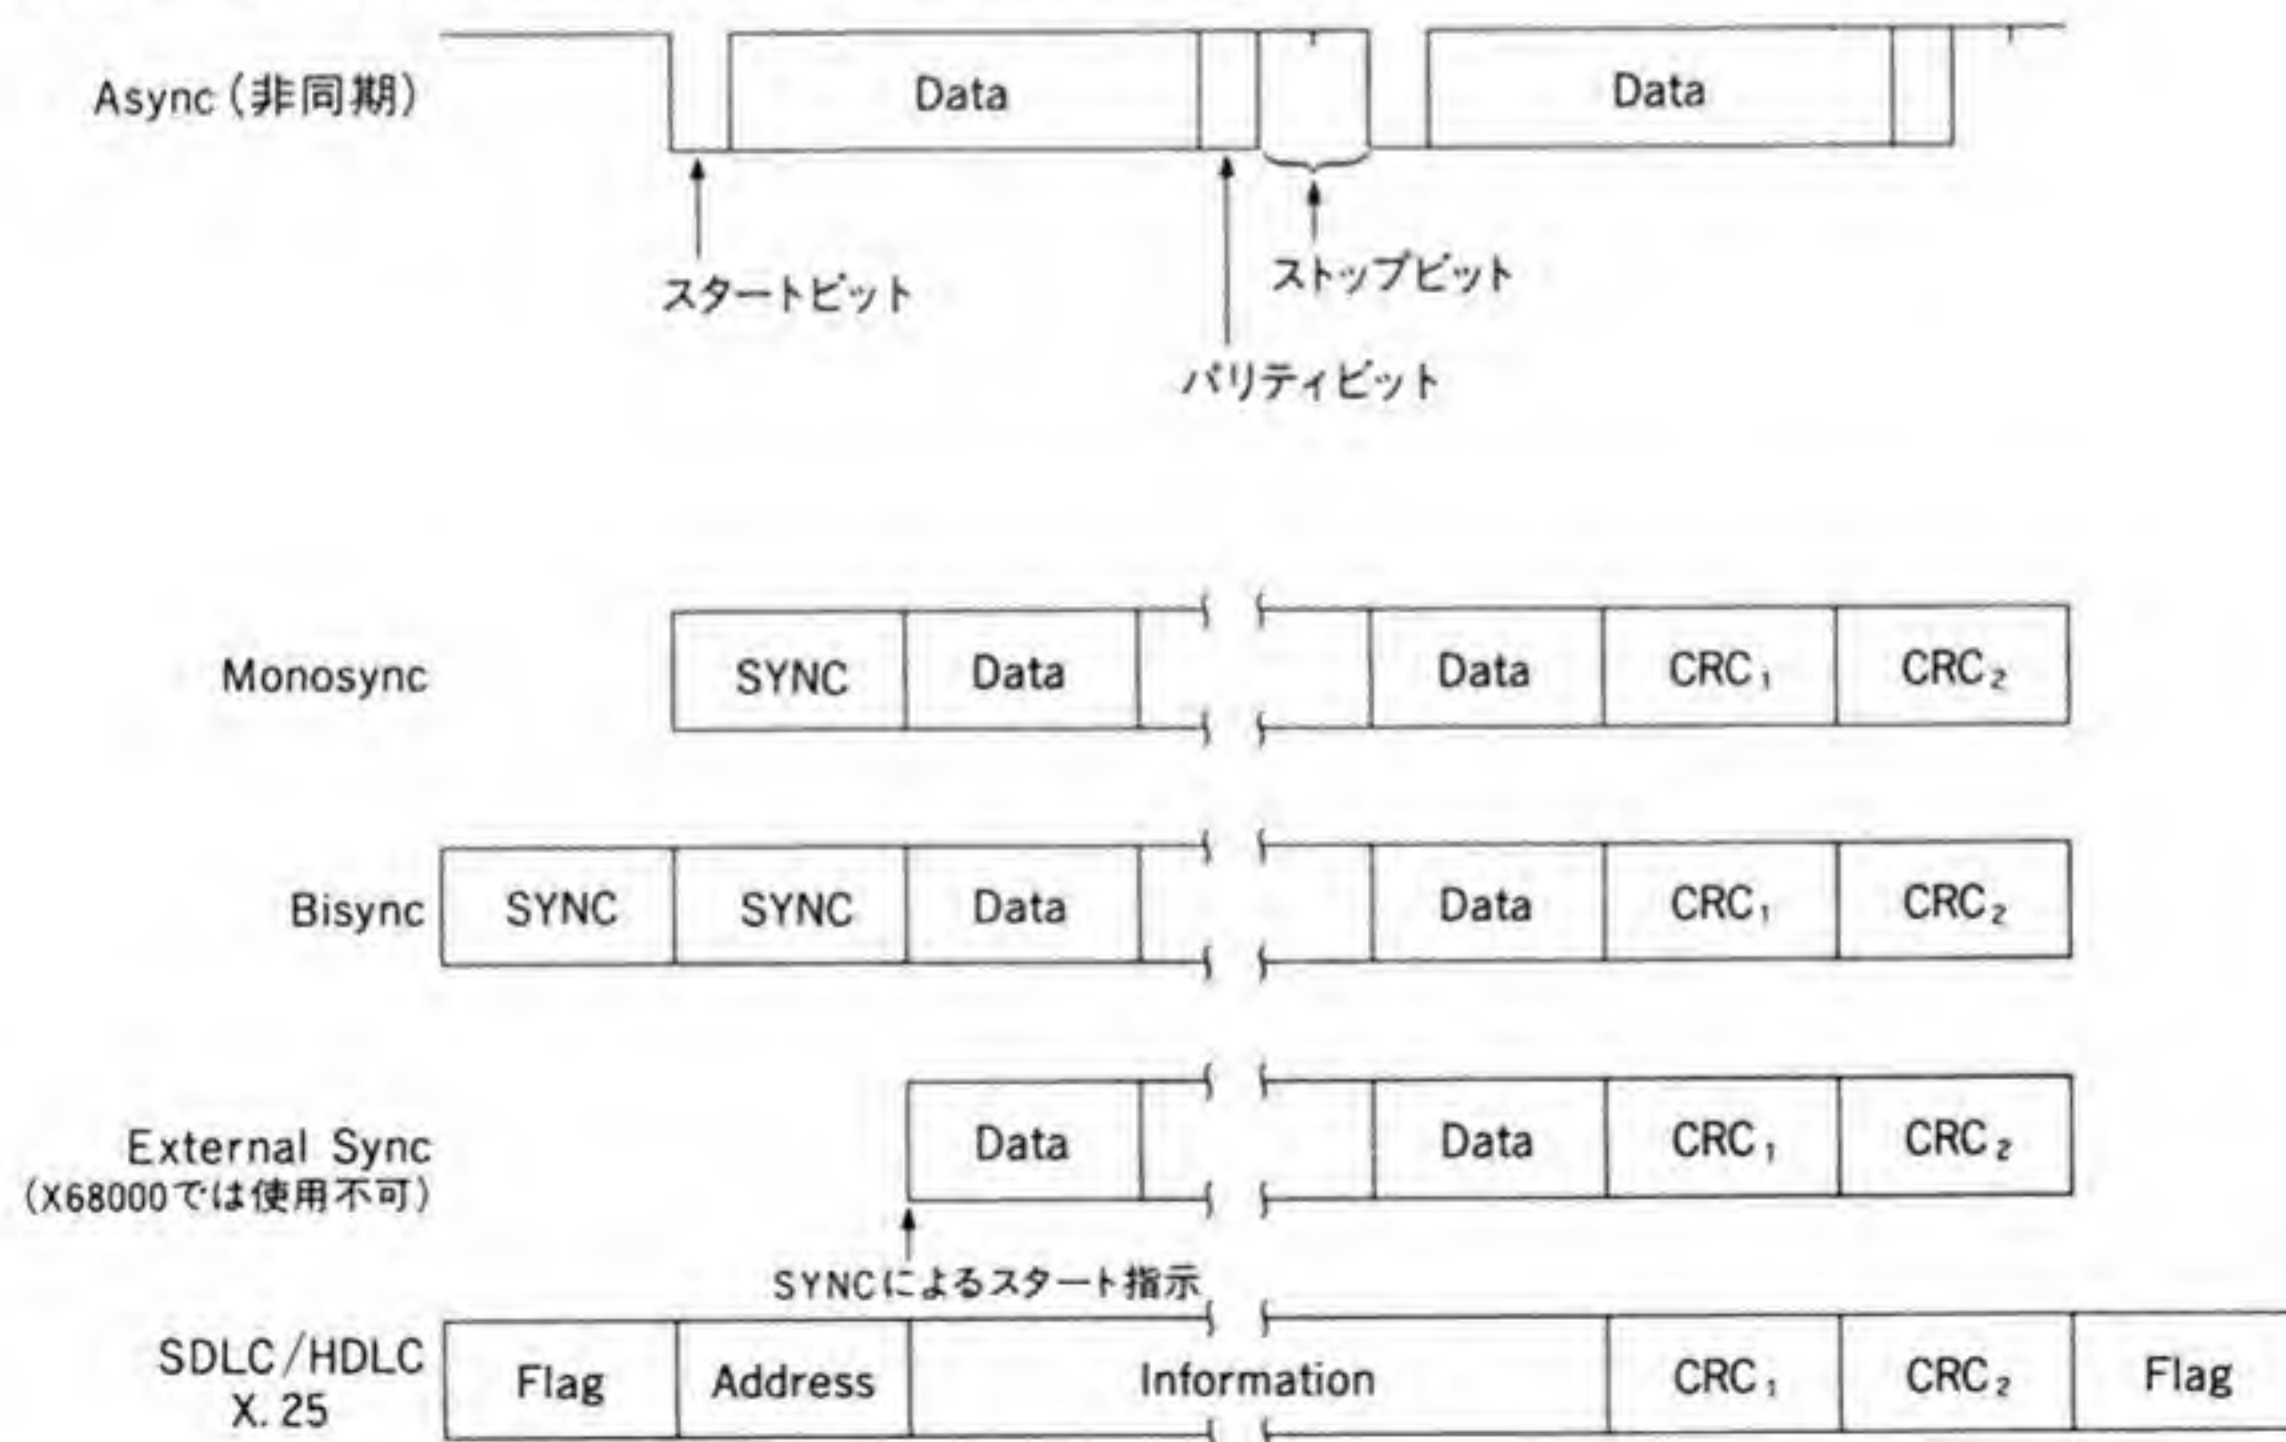 Async (非同期)
Data
Data
スタートビット
ストップビット
パリティビット
Monosync
SYNC
Data
Data
CRC₁
CRC₂
Bisync
SYNC
SYNC
Data
Data
CRC₁
CRC₂
External Sync
(X68000では使用不可)
Data
Data
CRC₁
CRC₂
SYNCによるスタート指示
SDLC/HDLC
X.25
Flag
Address
Information
CRC₁
CRC₂
Flag